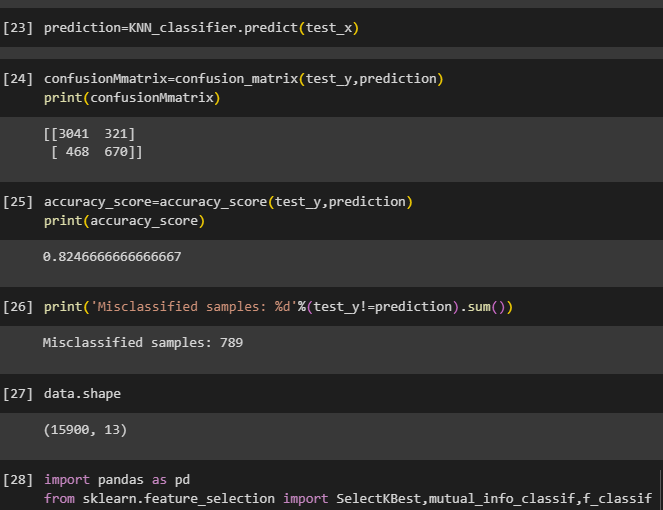 [23] prediction=KNN_classifier.predict(test_x)
[24] confusionMmatrix=confusion_matrix(test_y,prediction)
print(confusionMmatrix)
[[3041 321]
[ 468 670]]
[25] accuracy_score=accuracy_score(test_y,prediction)
print(accuracy_score)
0.8246666666666667
[26] print('Misclassified samples: %d'%(test_y!=prediction).sum())
Misclassified samples: 789
[27] data.shape
(15900, 13)
[28] import pandas as pd
from sklearn.feature_selection import SelectKBest,mutual_info_classif,f_classif